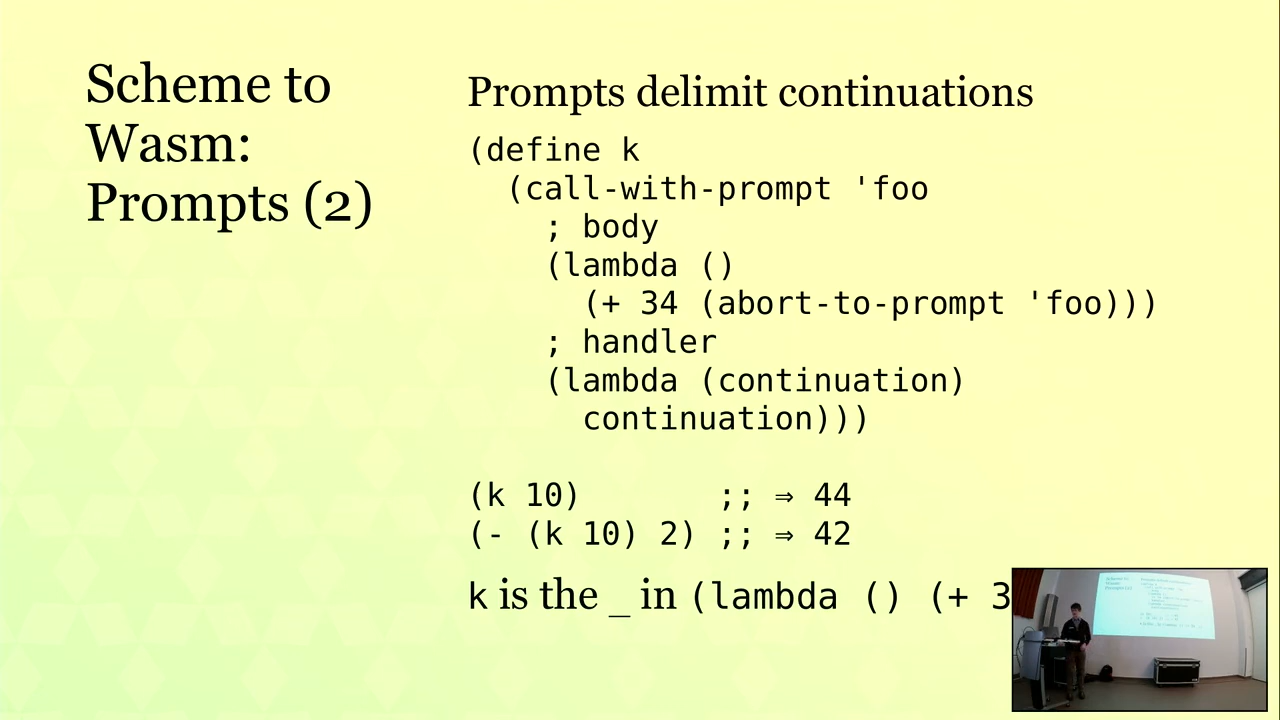 Scheme to
Wasm:
Prompts (2)
Prompts delimit continuations
(define k
  (call-with-prompt 'foo
    ; body
    (lambda ()
      (+ 34 (abort-to-prompt 'foo)))
    ; handler
    (lambda (continuation)
      continuation)))
(k 10)       ;; ⇒ 44
(- (k 10) 2) ;; ⇒ 42
k is the _ in (lambda () (+ 3